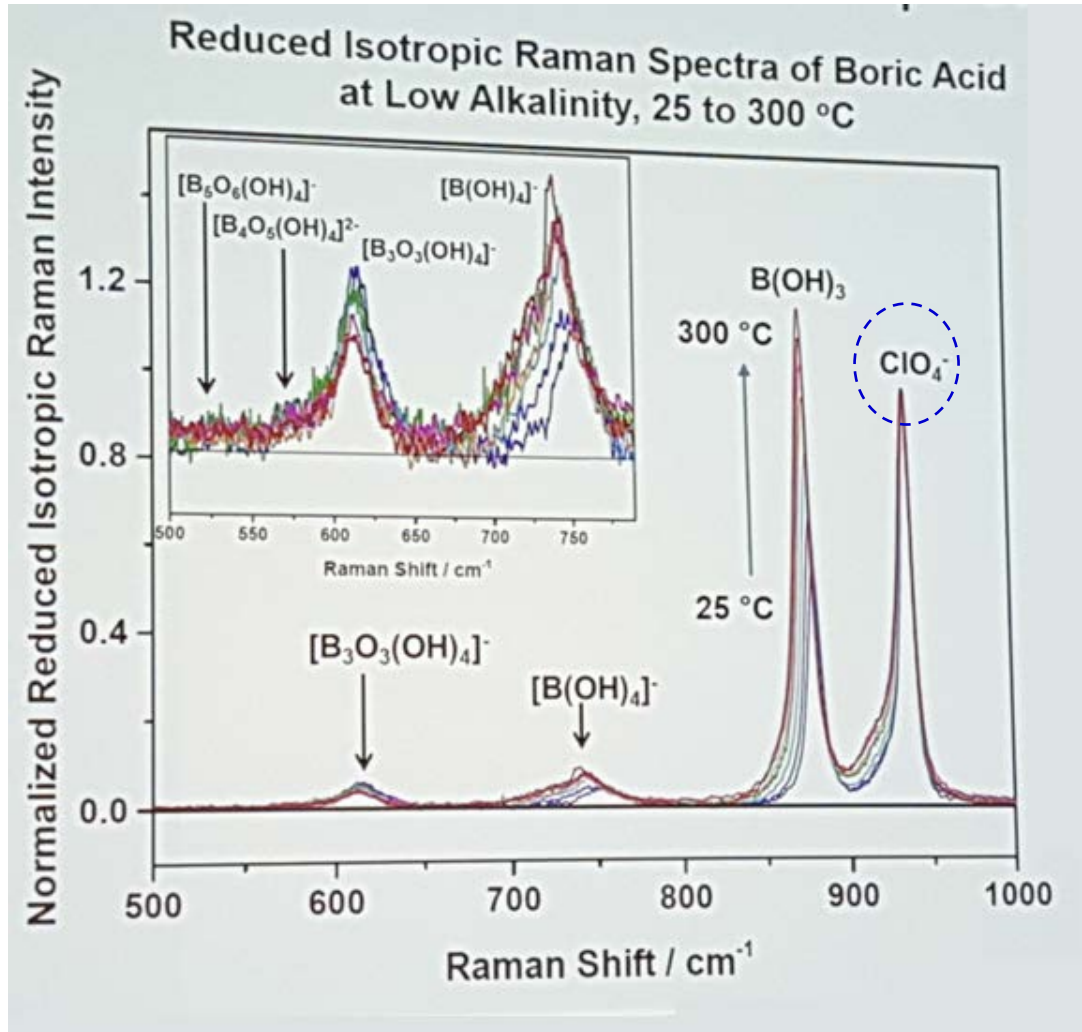 Reduced Isotropic Raman Spectra of Boric Acid
at Low Alkalinity, 25 to 300 °C
Normalized Reduced Isotropic Raman Intensity
1.2
0.8
0.4
0.0
[B₅O₆(OH)₄]⁻
[B₄O₅(OH)₄]²⁻
[B₃O₃(OH)₄]⁻
[B(OH)₄]⁻
500 550 600 650 700 750
Raman Shift / cm⁻¹
B(OH)₃
300 °C
25 °C
ClO₄⁻
[B₃O₃(OH)₄]⁻
[B(OH)₄]⁻
500 600 700 800 900 1000
Raman Shift / cm⁻¹